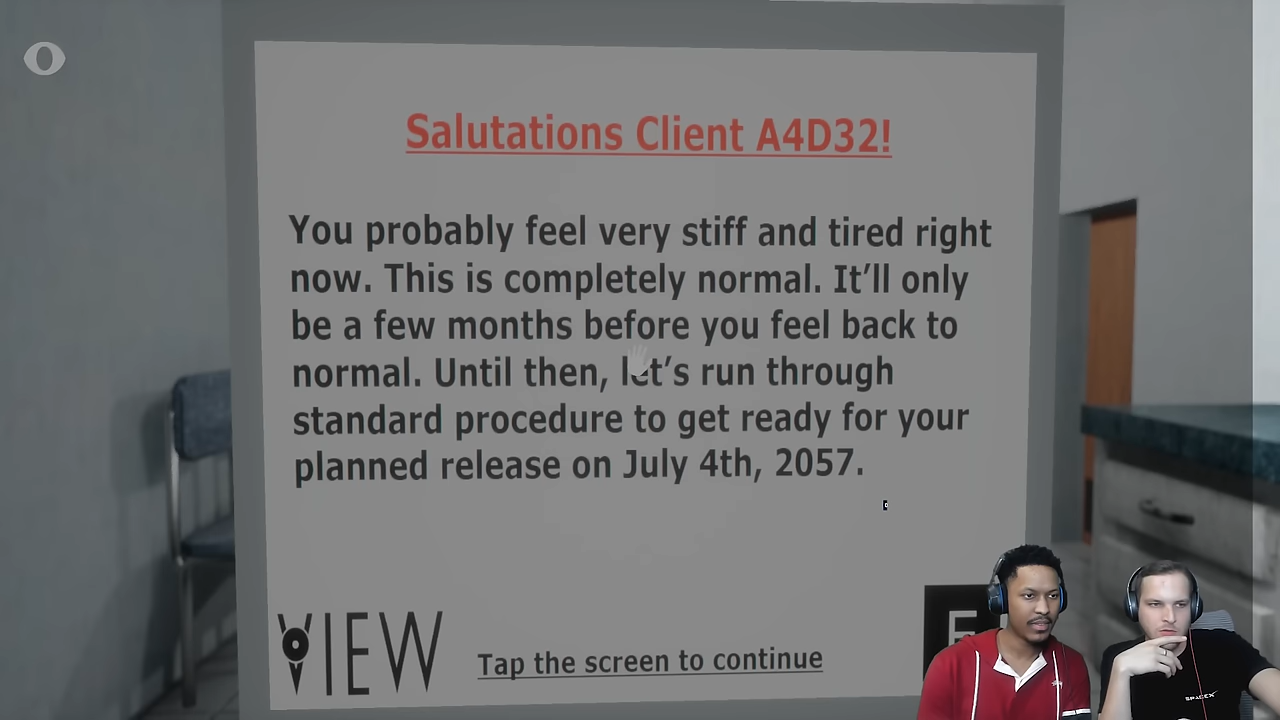 Salutations Client A4D32!
You probably feel very stiff and tired right
now. This is completely normal. It’ll only
be a few months before you feel back to
normal. Until then, let’s run through
standard procedure to get ready for your
planned release on July 4th, 2057.
VIEW
Tap the screen to continue
E
SPACEX